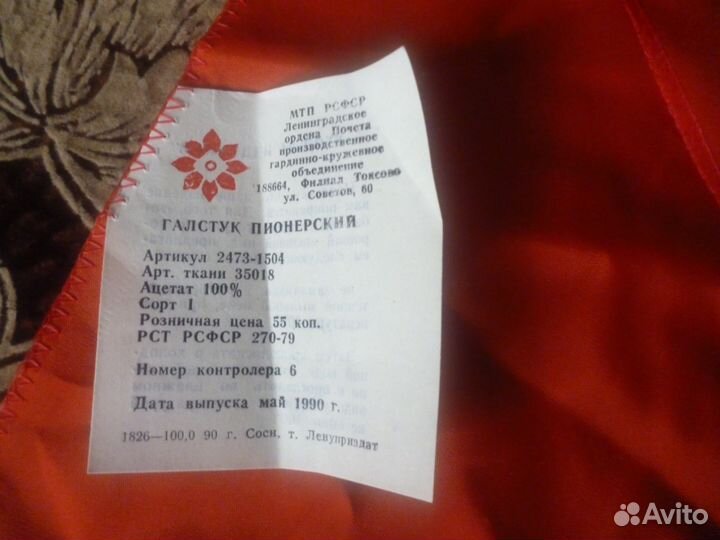 МТП РСФСР
Ленинградское
ордена Почета
производственное
гардинно-кружевное
объединение
188664, Филиал Токсово
ул. Советов, 60
ГАЛСТУК ПИОНЕРСКИЙ
Артикул 2473-1504
Арт. ткани 35018
Ацетат 100%
Сорт I
Розничная цена 55 коп.
РСТ РСФСР 270-79
Номер контролера 6
Дата выпуска май 1990 г.
1826—100,0 90 г. Сосн. т. Левуприздат
Avito